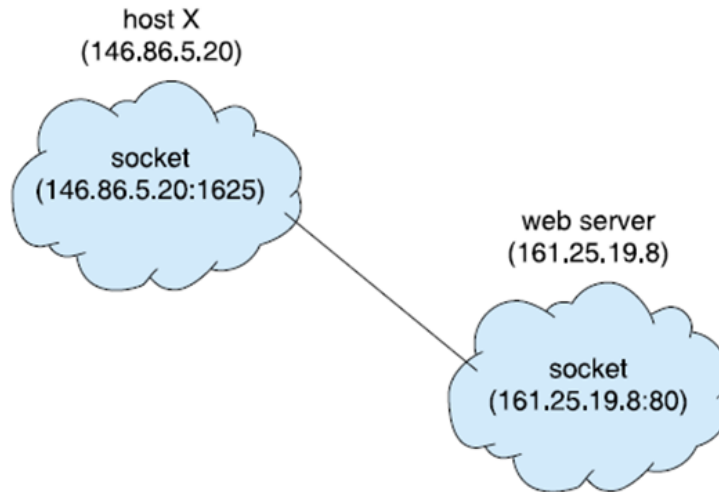 host X
(146.86.5.20)
socket
(146.86.5.20:1625)
web server
(161.25.19.8)
socket
(161.25.19.8:80)